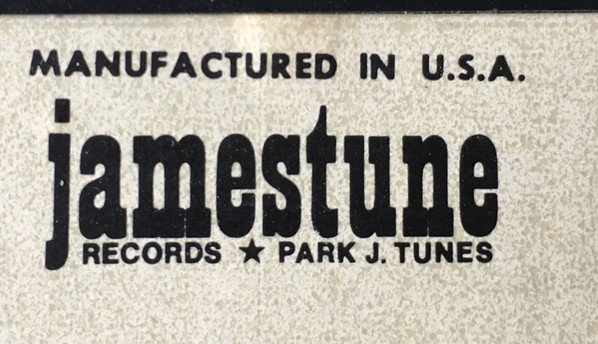 MANUFACTURED IN U.S.A.
jamestune
RECORDS ★ PARK J. TUNES